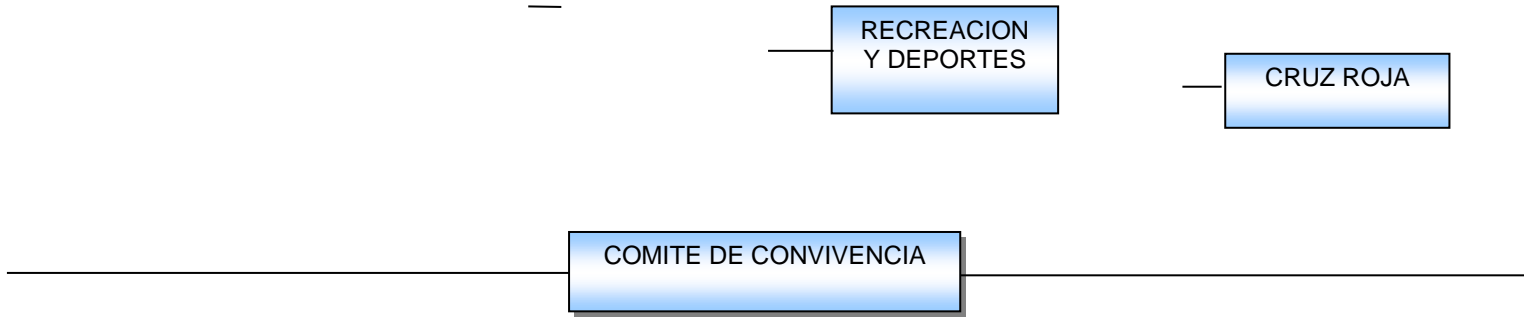 RECREACION
Y DEPORTES
CRUZ ROJA
COMITE DE CONVIVENCIA